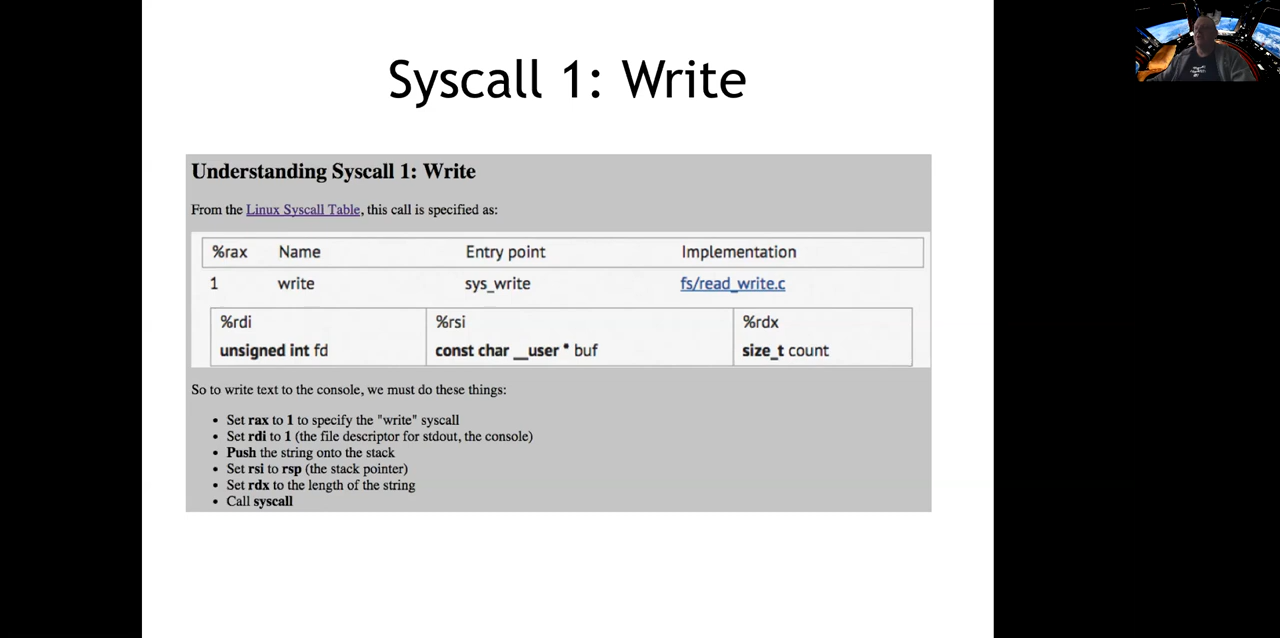 Syscall 1: Write
Understanding Syscall 1: Write
From the Linux Syscall Table, this call is specified as:
%rax Name Entry point Implementation
1 write sys_write fs/read_write.c
%rdi %rsi %rdx
unsigned int fd const char __user * buf size_t count
So to write text to the console, we must do these things:
• Set rax to 1 to specify the "write" syscall
• Set rdi to 1 (the file descriptor for stdout, the console)
• Push the string onto the stack
• Set rsi to rsp (the stack pointer)
• Set rdx to the length of the string
• Call syscall